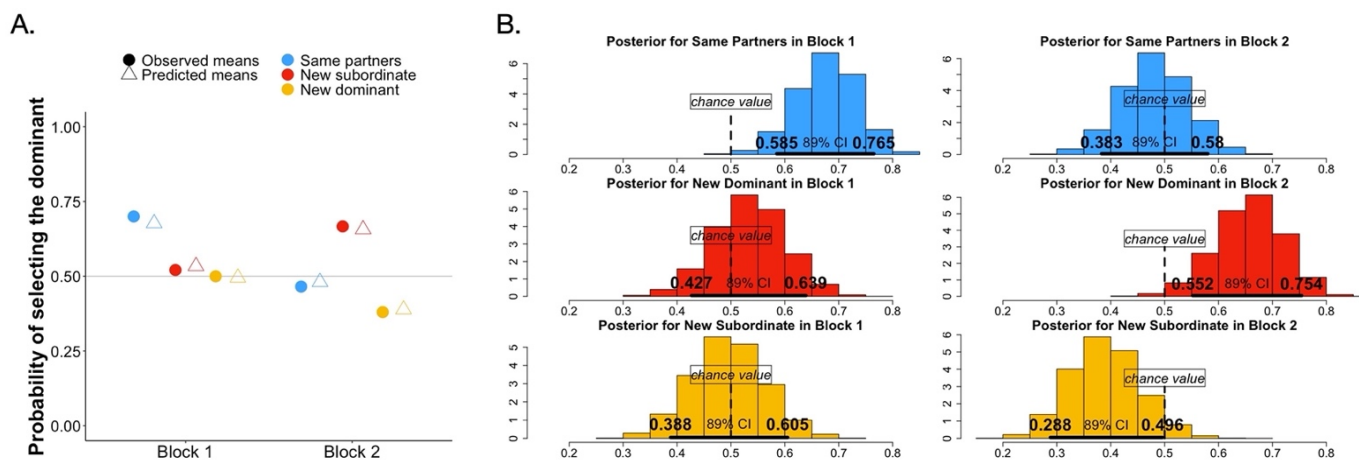 A.
Observed means
Predicted means
Same partners
New subordinate
New dominant
Probability of selecting the dominant
1.00
0.75
0.50
0.25
0.00
Block 1 Block 2
B.
Posterior for Same Partners in Block 1
0 1 2 3 4 5 6
chance value
0.585 89% CI 0.765
0.2 0.3 0.4 0.5 0.6 0.7 0.8
Posterior for Same Partners in Block 2
0 1 2 3 4 5 6
chance value
0.383 89% CI 0.58
0.2 0.3 0.4 0.5 0.6 0.7 0.8
Posterior for New Dominant in Block 1
0 1 2 3 4 5 6
chance value
0.427 89% CI 0.639
0.2 0.3 0.4 0.5 0.6 0.7 0.8
Posterior for New Dominant in Block 2
0 1 2 3 4 5 6
chance value
0.552 89% CI 0.754
0.2 0.3 0.4 0.5 0.6 0.7 0.8
Posterior for New Subordinate in Block 1
0 1 2 3 4 5
chance value
0.388 89% CI 0.605
0.2 0.3 0.4 0.5 0.6 0.7 0.8
Posterior for New Subordinate in Block 2
0 1 2 3 4 5 6
chance value
0.288 89% CI 0.496
0.2 0.3 0.4 0.5 0.6 0.7 0.8